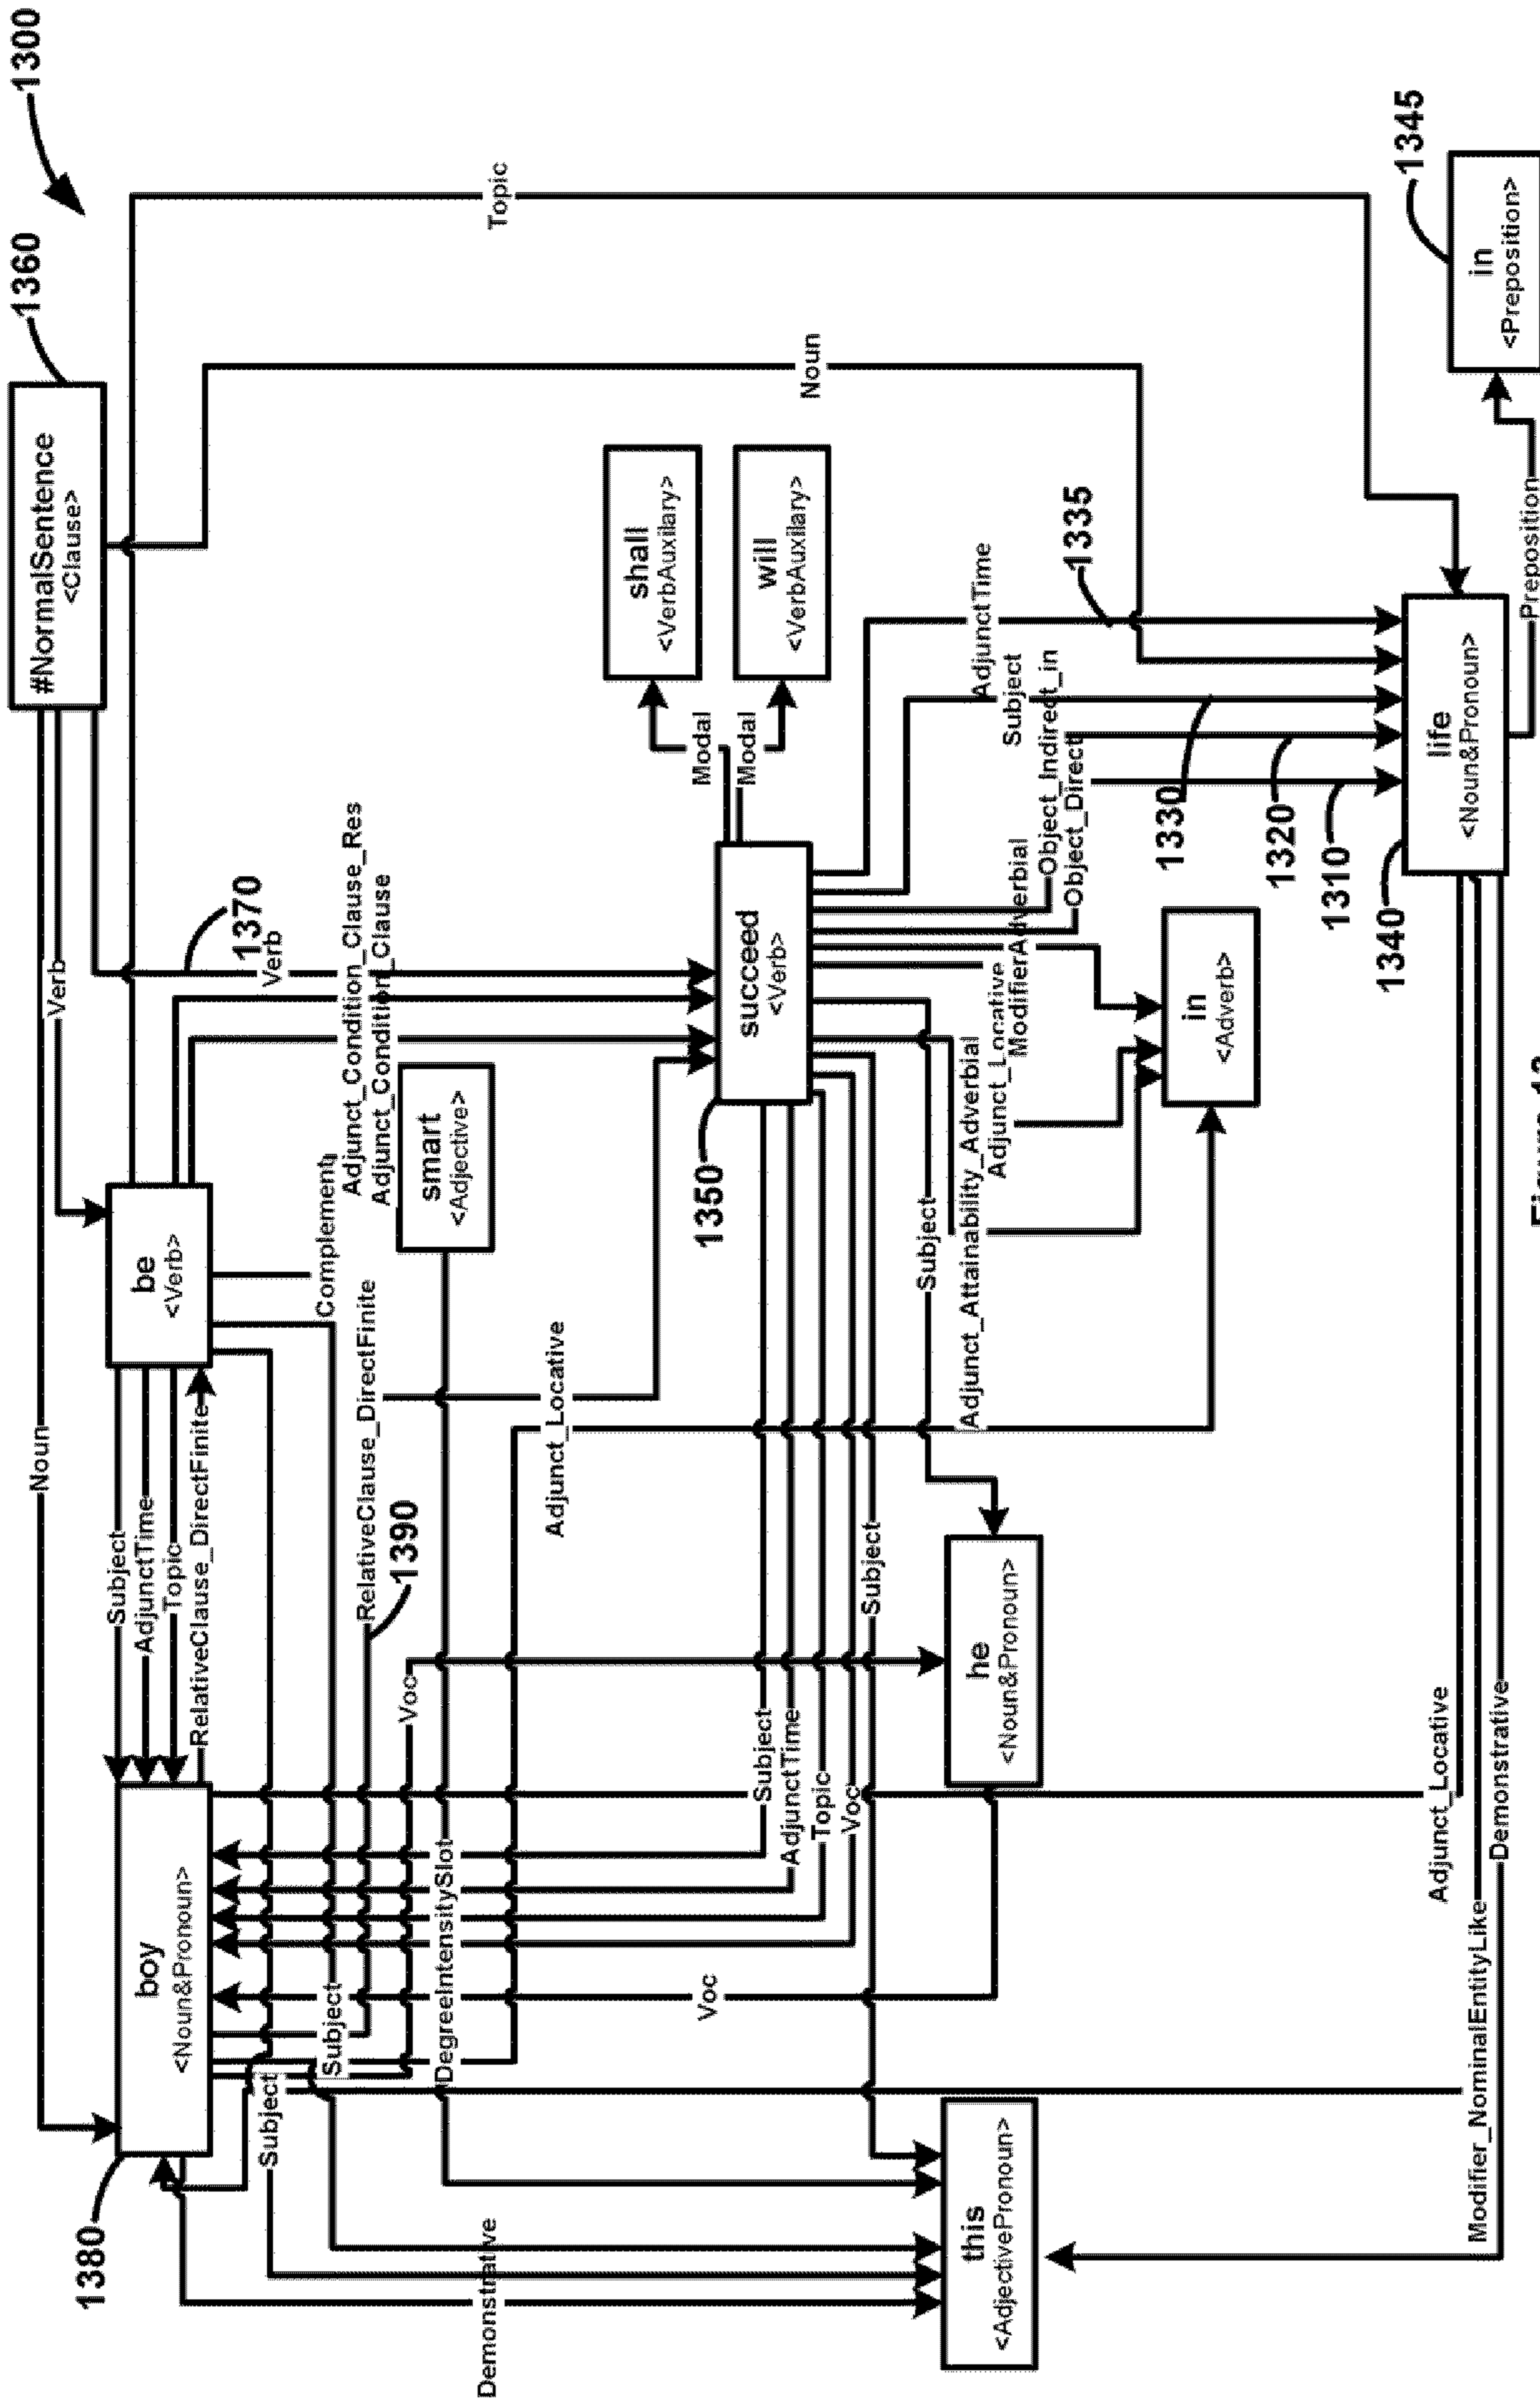 1300
1360
#NormalSentence
<Clause>
Verb
Noun
Topic
Noun
be
<Verb>
Subject
AdjunctTime
Topic
RelativeClause_DirectFinite
1380
boy
<Noun&Pronoun>
1370
Verb
Adjunct_Condition_Clause_Res
Adjunct_Condition_Clause
Complement
smart
<Adjective>
RelativeClause_DirectFinite
1390
Voc
Subject
Subject
DegreeIntensitySlot
Demonstrative
Adjunct_Locative
shall
<VerbAuxilary>
will
<VerbAuxilary>
Modal
Modal
succeed
<Verb>
1350
Subject
AdjunctTime
Topic
Voc
Subject
Voc
Subject
he
<Noun&Pronoun>
this
<AdjectivePronoun>
AdjunctTime
Subject
Object_Indirect_in
Object_Direct
ModifierAdverbial
Adjunct_Locative
Adjunct_Attainability_Adverbial
in
<Adverb>
1335
1330
1320
1310
1340
life
<Noun&Pronoun>
1345
in
<Preposition>
Preposition
Adjunct_Locative
Modifier_NominalEntityLike
Demonstrative